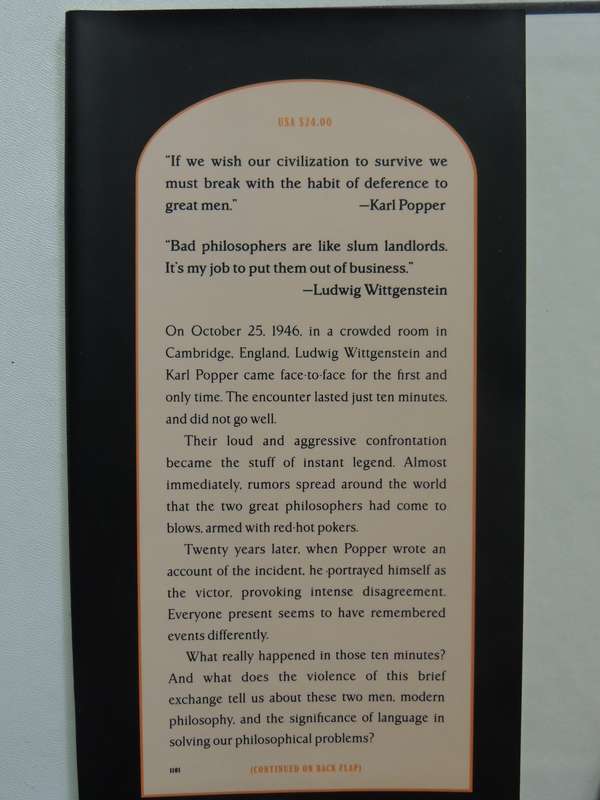 USA $24.00
"If we wish our civilization to survive we
must break with the habit of deference to
great men." —Karl Popper
"Bad philosophers are like slum landlords.
It's my job to put them out of business."
—Ludwig Wittgenstein
On October 25, 1946, in a crowded room in
Cambridge, England, Ludwig Wittgenstein and
Karl Popper came face-to-face for the first and
only time. The encounter lasted just ten minutes,
and did not go well.
Their loud and aggressive confrontation
became the stuff of instant legend. Almost
immediately, rumors spread around the world
that the two great philosophers had come to
blows, armed with red-hot pokers.
Twenty years later, when Popper wrote an
account of the incident, he portrayed himself as
the victor, provoking intense disagreement.
Everyone present seems to have remembered
events differently.
What really happened in those ten minutes?
And what does the violence of this brief
exchange tell us about these two men, modern
philosophy, and the significance of language in
solving our philosophical problems?
1101 (CONTINUED ON BACK FLAP)